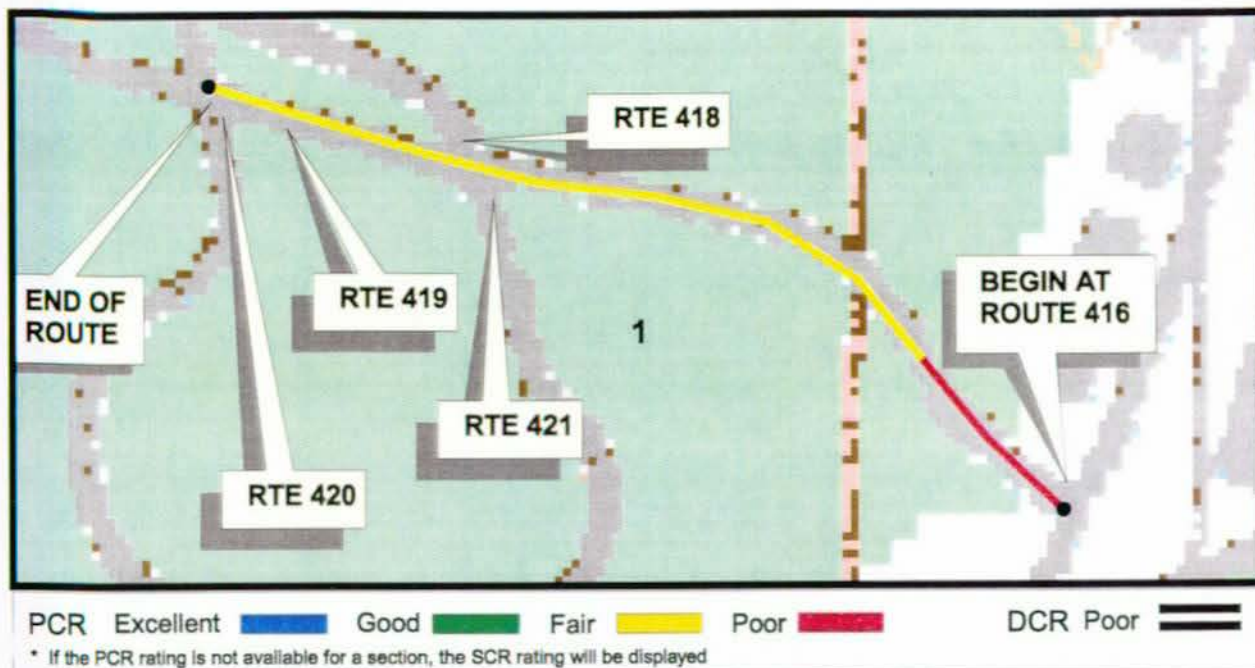 RTE 418
END OF
ROUTE
RTE 419
1
BEGIN AT
ROUTE 416
RTE 421
RTE 420
PCR Excellent Good Fair Poor DCR Poor
* If the PCR rating is not available for a section, the SCR rating will be displayed